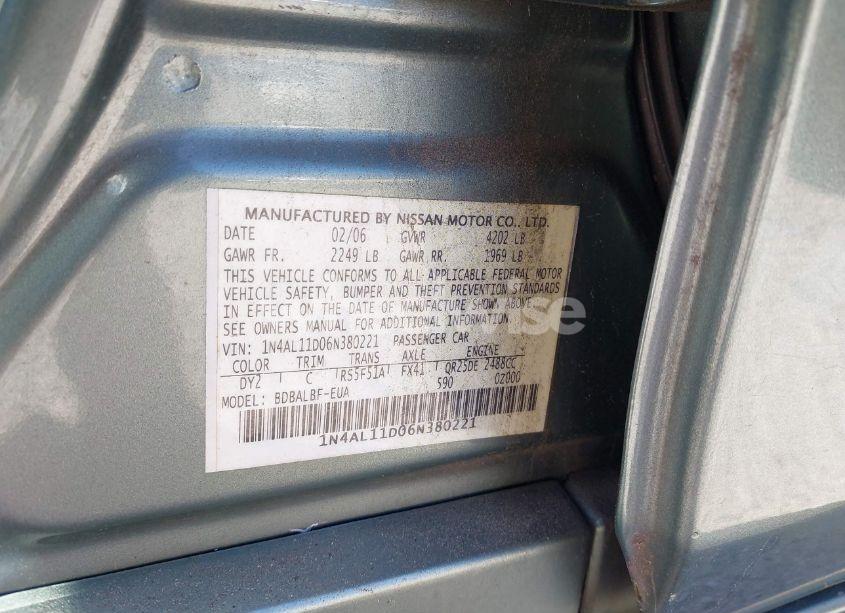 MANUFACTURED BY NISSAN MOTOR CO., LTD.
DATE 02/06 GVWR 4202 LB
GAWR FR. 2249 LB GAWR RR. 1969 LB
THIS VEHICLE CONFORMS TO ALL APPLICABLE FEDERAL MOTOR
VEHICLE SAFETY, BUMPER AND THEFT PREVENTION STANDARDS
IN EFFECT ON THE DATE OF MANUFACTURE SHOWN ABOVE.
SEE OWNERS MANUAL FOR ADDITIONAL INFORMATION.
VIN: 1N4AL11D06N380221 PASSENGER CAR
COLOR TRIM TRANS AXLE ENGINE
DY2 C RS5F51A FX41 QR25DE 2488CC
590 02000
MODEL: BDBALBF-EUA
1N4AL11D06N380221